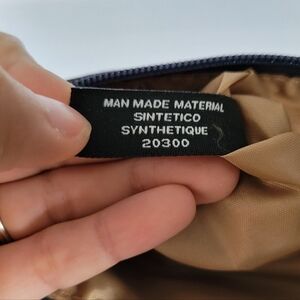 MAN MADE MATERIAL
SINTETICO
SYNTHETIQUE
20300